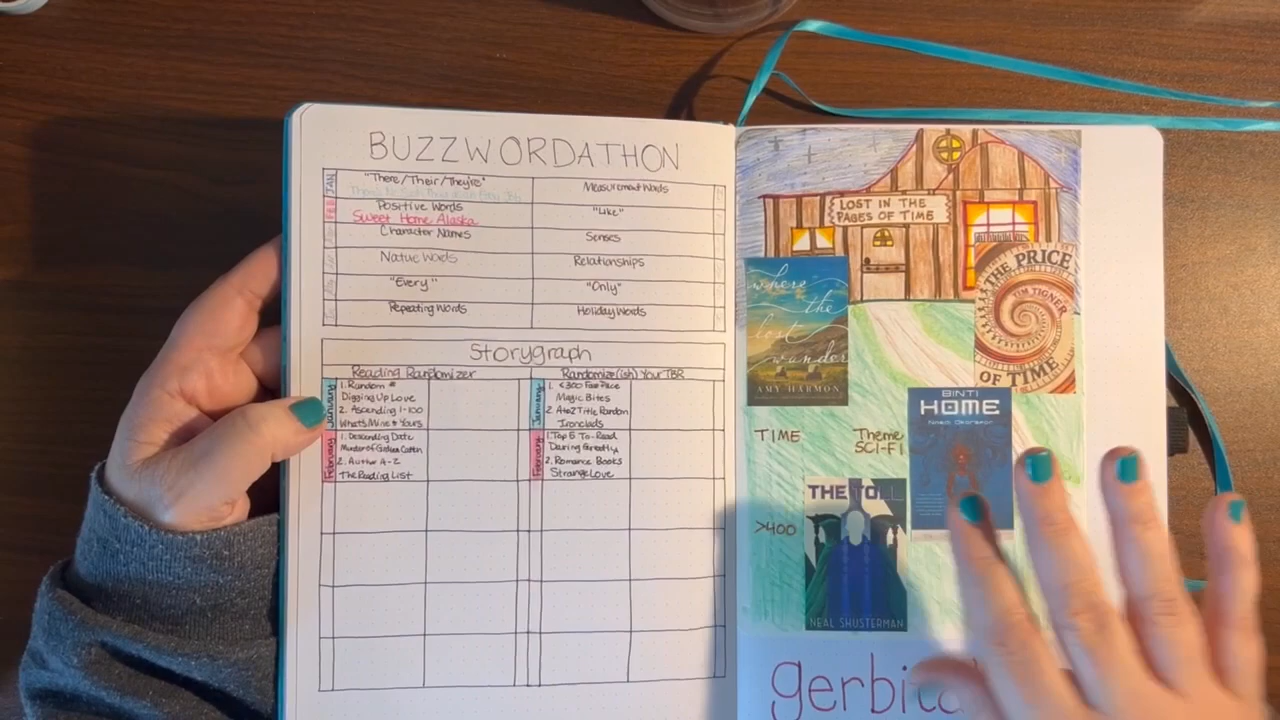 BUZZWORDATHON
JAN
"There/Their/They're"
Measurement Words
FEB
Positive Words
"Like"
Sweet Home Alaska
Character Names
Senses
Nature Words
Relationships
"Every"
"Only"
Repeating Words
Holiday Words
Storygraph
Reading Randomizer
Randomize(ish) Your TBR
January
1. Random #
Digging Up Love
2. Ascending 1-100
What's Mine & Yours
January
1. <300 Fast Pace
Magic Bites
2. A to Z Title Random
Ironclads
February
1. Descending Date
2. Author A-Z
The Reading List
February
1. Top 5 To-Read
Daring Greatly
2. Romance Books
Strange Love
LOST IN THE
PAGES OF TIME
where
the
lost
wander
AMY HARMON
THE PRICE
TIM TIGNER
OF TIME
BINTI
HOME
Nnedi Okorafor
TIME
Theme
SCI-FI
THE TOLL
>400
NEAL SHUSTERMAN